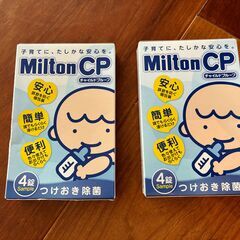 子育てに、たしかな安心を。
Milton CP
チャイルドプルーフ
安心
簡単
便利
4錠
Sample
つけおき除菌
子育てに、たしかな安心を。
Milton CP
チャイルドプルーフ
安心
簡単
便利
4錠
Sample
つけおき除菌